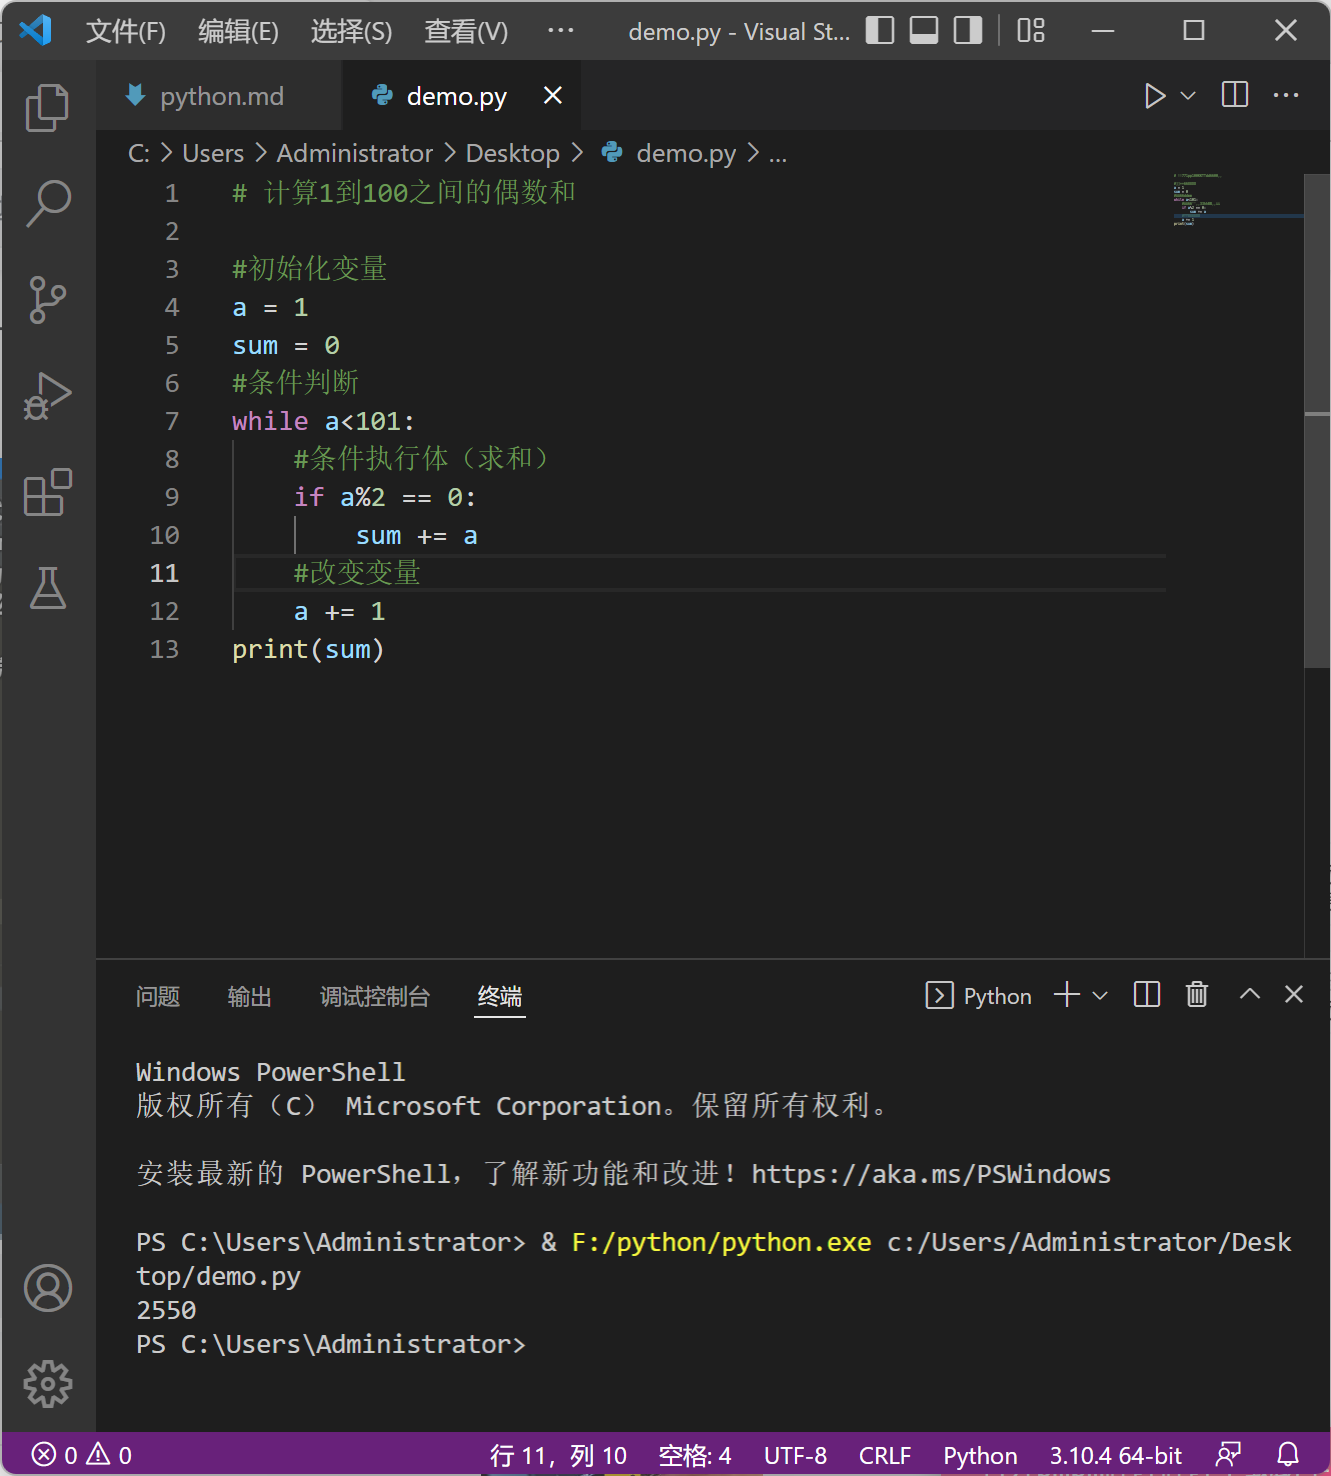 文件(F) 编辑(E) 选择(S) 查看(V) ··· demo.py - Visual St...
python.md demo.py
C: > Users > Administrator > Desktop > demo.py > ...
1 # 计算1到100之间的偶数和
2
3 #初始化变量
4 a = 1
5 sum = 0
6 #条件判断
7 while a<101:
8 #条件执行体（求和）
9 if a%2 == 0:
10 sum += a
11 #改变变量
12 a += 1
13 print(sum)
问题 输出 调试控制台 终端 Python
Windows PowerShell
版权所有（C） Microsoft Corporation。保留所有权利。
安装最新的 PowerShell，了解新功能和改进！https://aka.ms/PSWindows
PS C:\Users\Administrator> & F:/python/python.exe c:/Users/Administrator/Desk
top/demo.py
2550
PS C:\Users\Administrator>
0 0 行 11，列 10 空格: 4 UTF-8 CRLF Python 3.10.4 64-bit